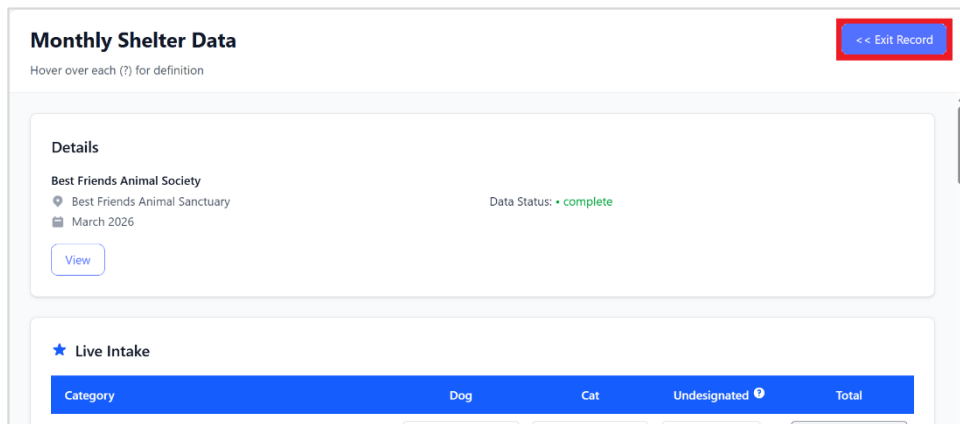 Monthly Shelter Data
<< Exit Record
Hover over each (?) for definition
Details
Best Friends Animal Society
Best Friends Animal Sanctuary
Data Status: • complete
March 2026
View
Live Intake
Category Dog Cat Undesignated ? Total